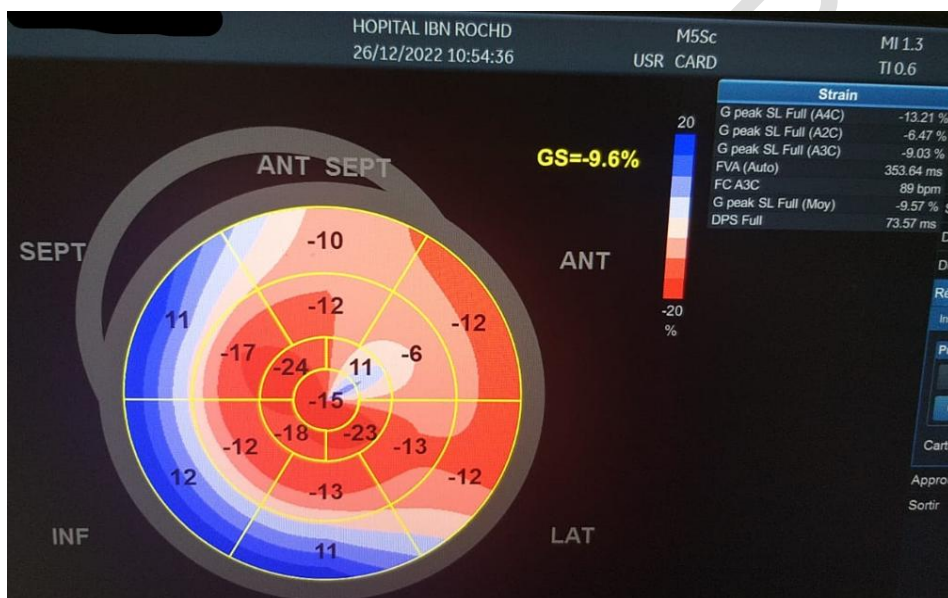 HOPITAL IBN ROCHD
26/12/2022 10:54:36
M5Sc
USR CARD
MI 1.3
TI 0.6
Strain
G peak SL Full (A4C) -13.21 %
G peak SL Full (A2C) -6.47 %
G peak SL Full (A3C) -9.03 %
FVA (Auto) 353.64 ms
FC A3C 89 bpm
G peak SL Full (Moy) -9.57 %
DPS Full 73.57 ms
GS=-9.6%
20
-20
%
ANT SEPT
SEPT
ANT
INF
LAT
-10
11
-12
-12
-17
-6
-24
11
-15
-18
-23
-12
-13
12
-12
-13
11
Cart
Appro
Sortir